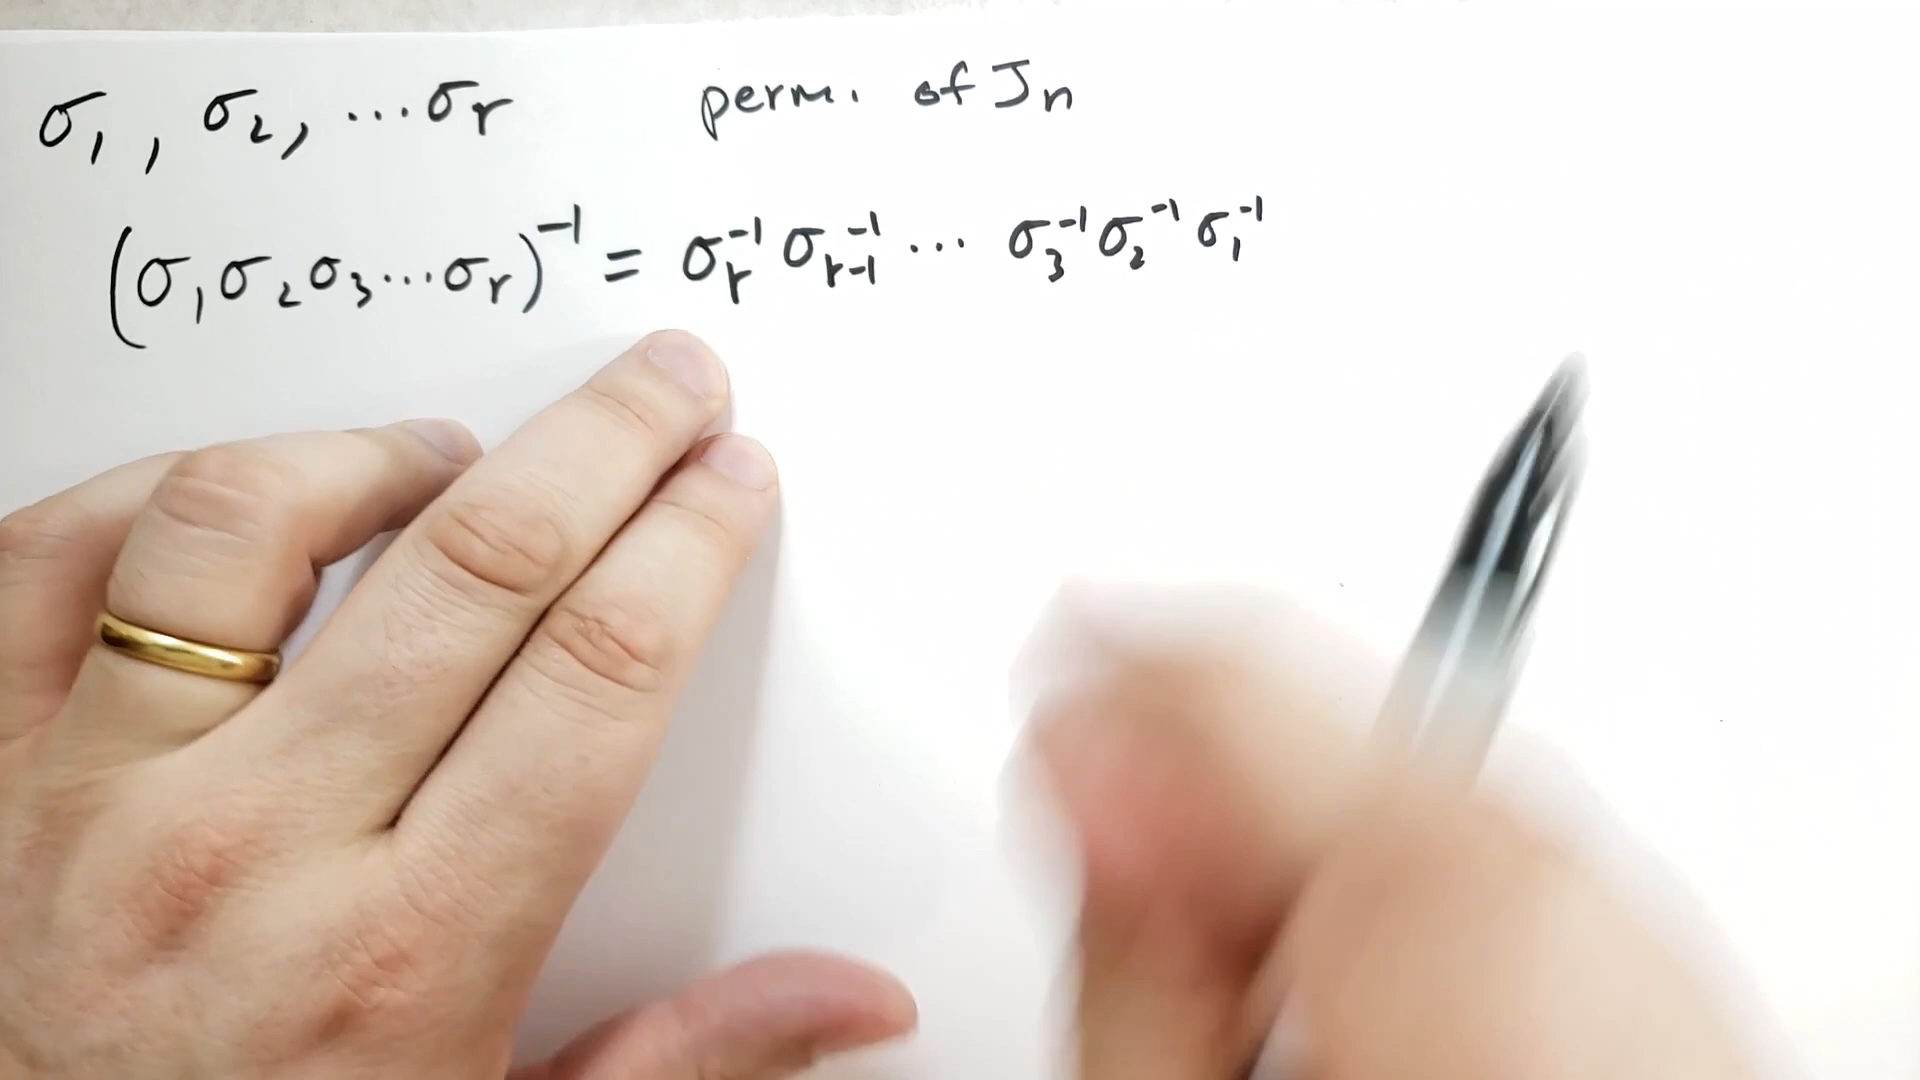 σ₁, σ₂, ...σᵣ perm. of Jₙ
(σ₁σ₂σ₃...σᵣ)⁻¹ = σᵣ⁻¹ σᵣ₋₁⁻¹ ... σ₃⁻¹ σ₂⁻¹ σ₁⁻¹